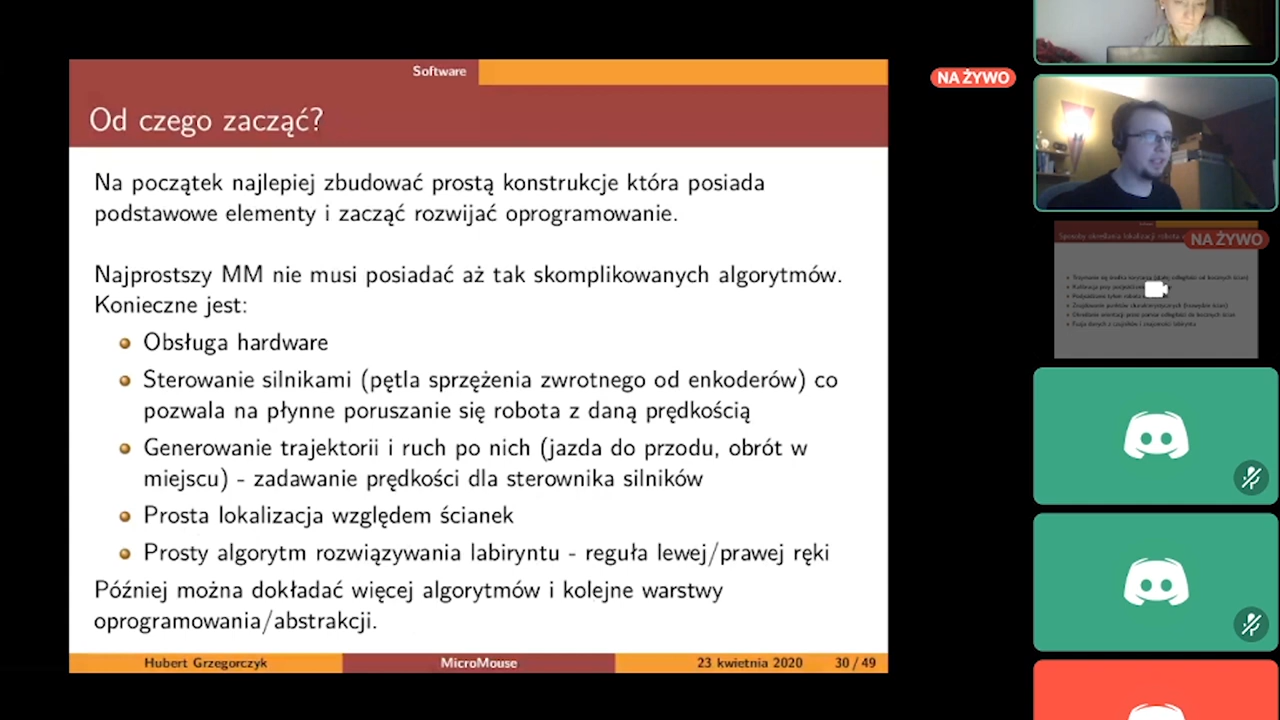 Software
NA ŻYWO
Od czego zacząć?
Na początek najlepiej zbudować prostą konstrukcje która posiada
podstawowe elementy i zacząć rozwijać oprogramowanie.
Najprostszy MM nie musi posiadać aż tak skomplikowanych algorytmów.
Konieczne jest:
Obsługa hardware
Sterowanie silnikami (pętla sprzężenia zwrotnego od enkoderów) co
pozwala na płynne poruszanie się robota z daną prędkością
Generowanie trajektorii i ruch po nich (jazda do przodu, obrót w
miejscu) - zadawanie prędkości dla sterownika silników
Prosta lokalizacja względem ścianek
Prosty algorytm rozwiązywania labiryntu - reguła lewej/prawej ręki
Później można dokładać więcej algorytmów i kolejne warstwy
oprogramowania/abstrakcji.
Hubert Grzegorczyk
MicroMouse
23 kwietnia 2020
30 / 49
NA ŻYWO